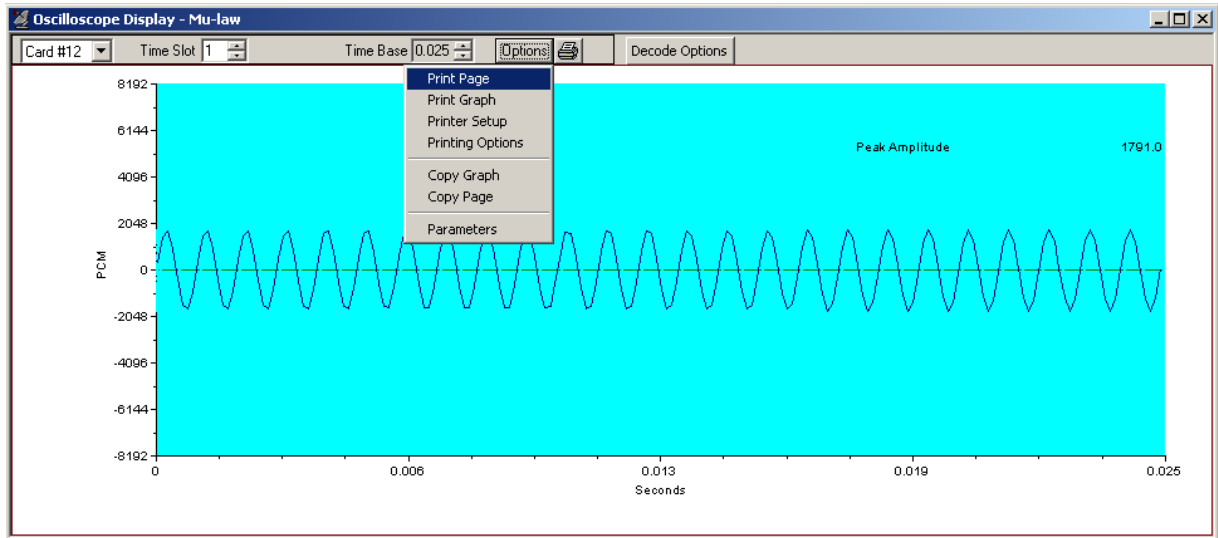 Oscilloscope Display - Mu-law
Card #12 Time Slot 1 Time Base 0.025 Options Decode Options
Print Page
Print Graph
Printer Setup
Printing Options
Copy Graph
Copy Page
Parameters
Peak Amplitude 1791.0
8192
6144
4096
2048
0
-2048
-4096
-6144
-8192
PCM
0 0.006 0.013 0.019 0.025
Seconds